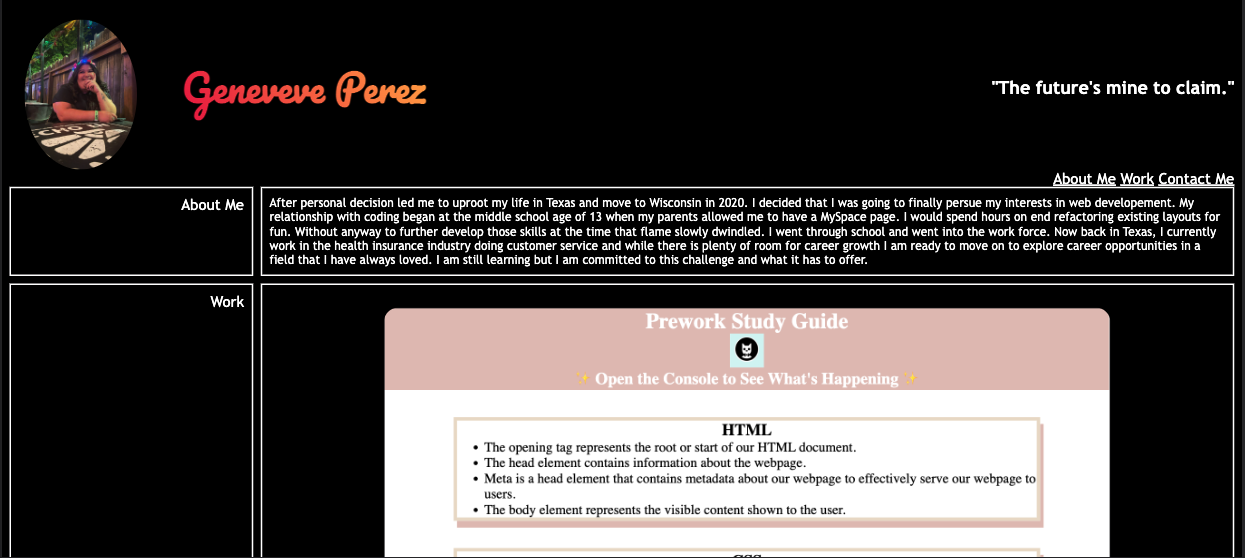 Geneveve Perez
"The future's mine to claim."
About Me Work Contact Me
About Me
After personal decision led me to uproot my life in Texas and move to Wisconsin in 2020. I decided that I was going to finally persue my interests in web developement. My
relationship with coding began at the middle school age of 13 when my parents allowed me to have a MySpace page. I would spend hours on end refactoring existing layouts for
fun. Without anyway to further develop those skills at the time that flame slowly dwindled. I went through school and went into the work force. Now back in Texas, I currently
work in the health insurance industry doing customer service and while there is plenty of room for career growth I am ready to move on to explore career opportunities in a
field that I have always loved. I am still learning but I am committed to this challenge and what it has to offer.
Work
Prework Study Guide
✨ Open the Console to See What's Happening ✨
HTML
• The opening tag represents the root or start of our HTML document.
• The head element contains information about the webpage.
• Meta is a head element that contains metadata about our webpage to effectively serve our webpage to
users.
• The body element represents the visible content shown to the user.